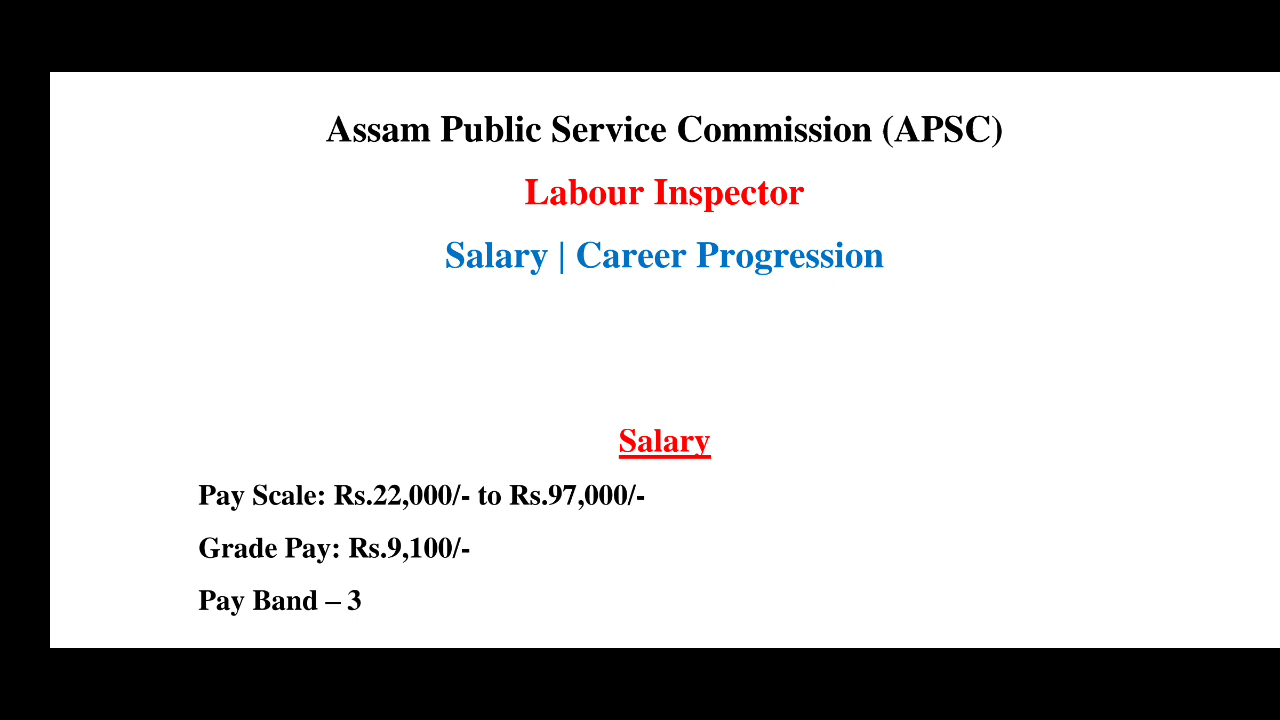 Assam Public Service Commission (APSC)
Labour Inspector
Salary | Career Progression
Salary
Pay Scale: Rs.22,000/- to Rs.97,000/-
Grade Pay: Rs.9,100/-
Pay Band – 3